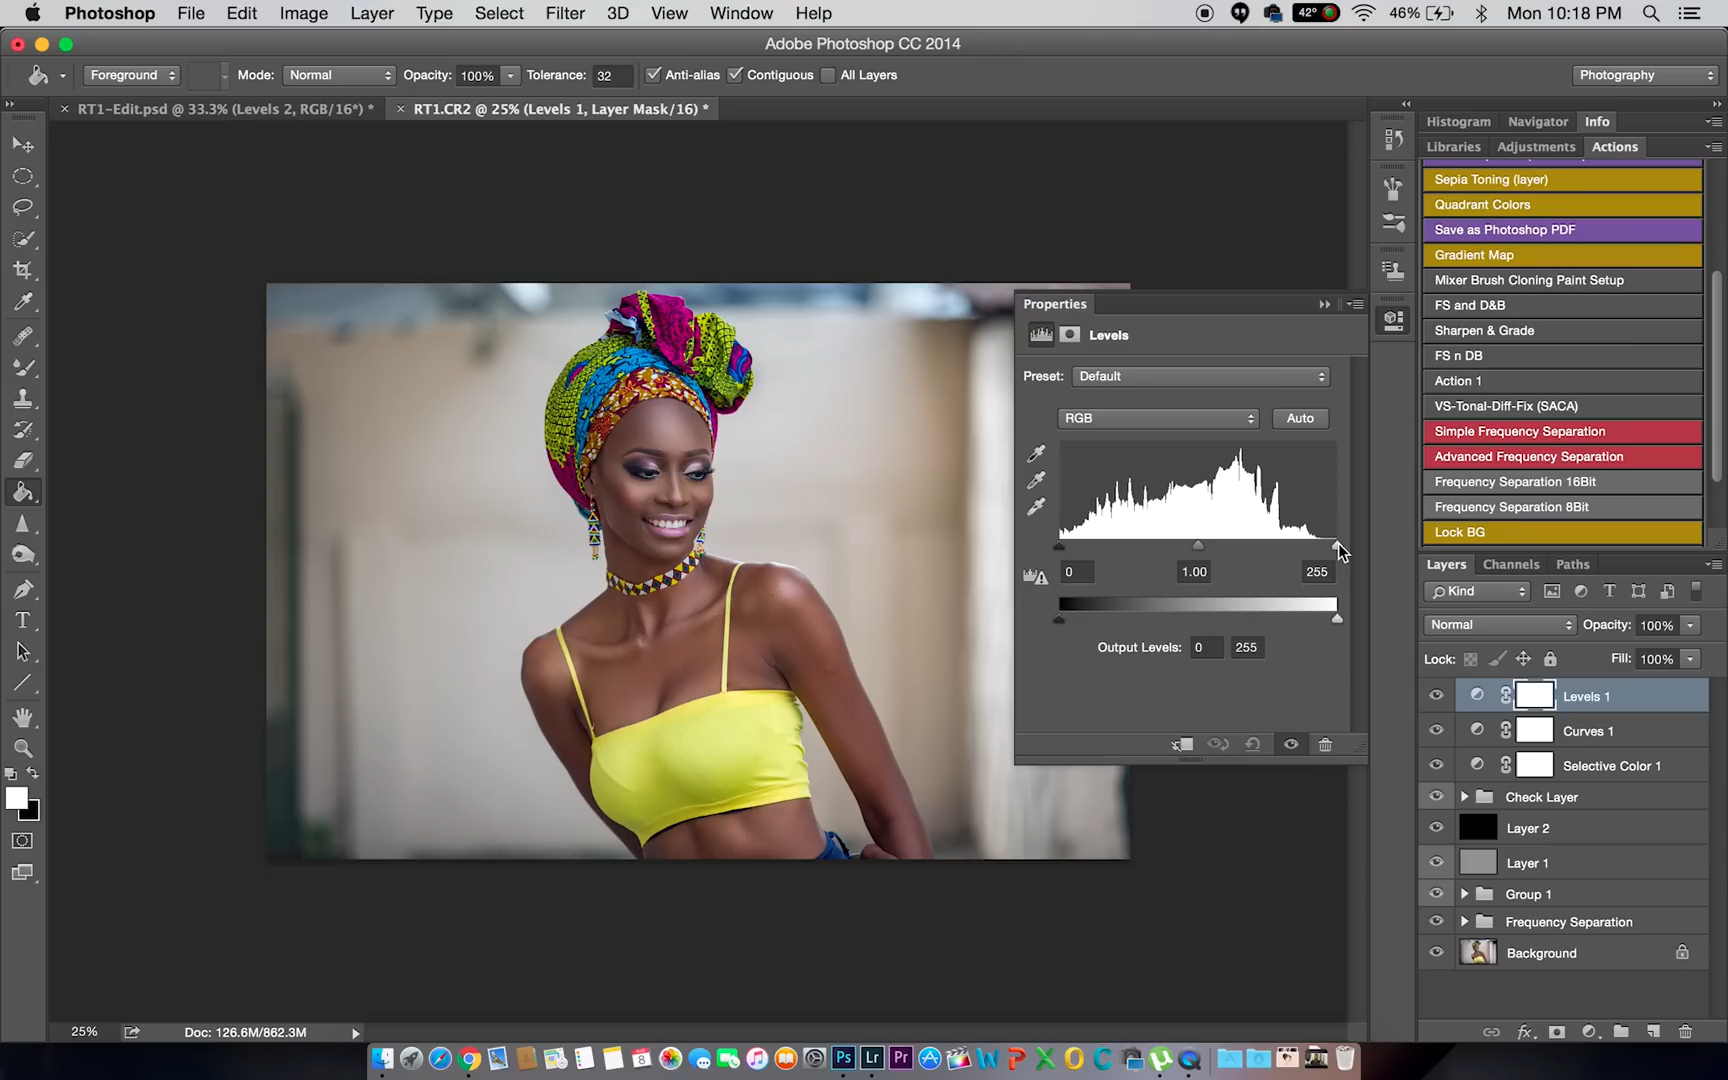 Photoshop File Edit Image Layer Type Select Filter 3D View Window Help 42° 46% Mon 10:18 PM
Adobe Photoshop CC 2014
Foreground Mode: Normal Opacity: 100% Tolerance: 32 Anti-alias Contiguous All Layers Photography
RT1-Edit.psd @ 33.3% (Levels 2, RGB/16*) * RT1.CR2 @ 25% (Levels 1, Layer Mask/16) *
Histogram Navigator Info
Libraries Adjustments Actions
Sepia Toning (layer)
Quadrant Colors
Save as Photoshop PDF
Gradient Map
Mixer Brush Cloning Paint Setup
FS and D&B
Sharpen & Grade
FS n DB
Action 1
VS-Tonal-Diff-Fix (SACA)
Simple Frequency Separation
Advanced Frequency Separation
Frequency Separation 16Bit
Frequency Separation 8Bit
Lock BG
Properties
Levels
Preset: Default
RGB Auto
0 1.00 255
Output Levels: 0 255
Layers Channels Paths
Kind
Normal Opacity: 100%
Lock: Fill: 100%
Levels 1
Curves 1
Selective Color 1
Check Layer
Layer 2
Layer 1
Group 1
Frequency Separation
Background
25% Doc: 126.6M/862.3M
8 Ps Lr Pr